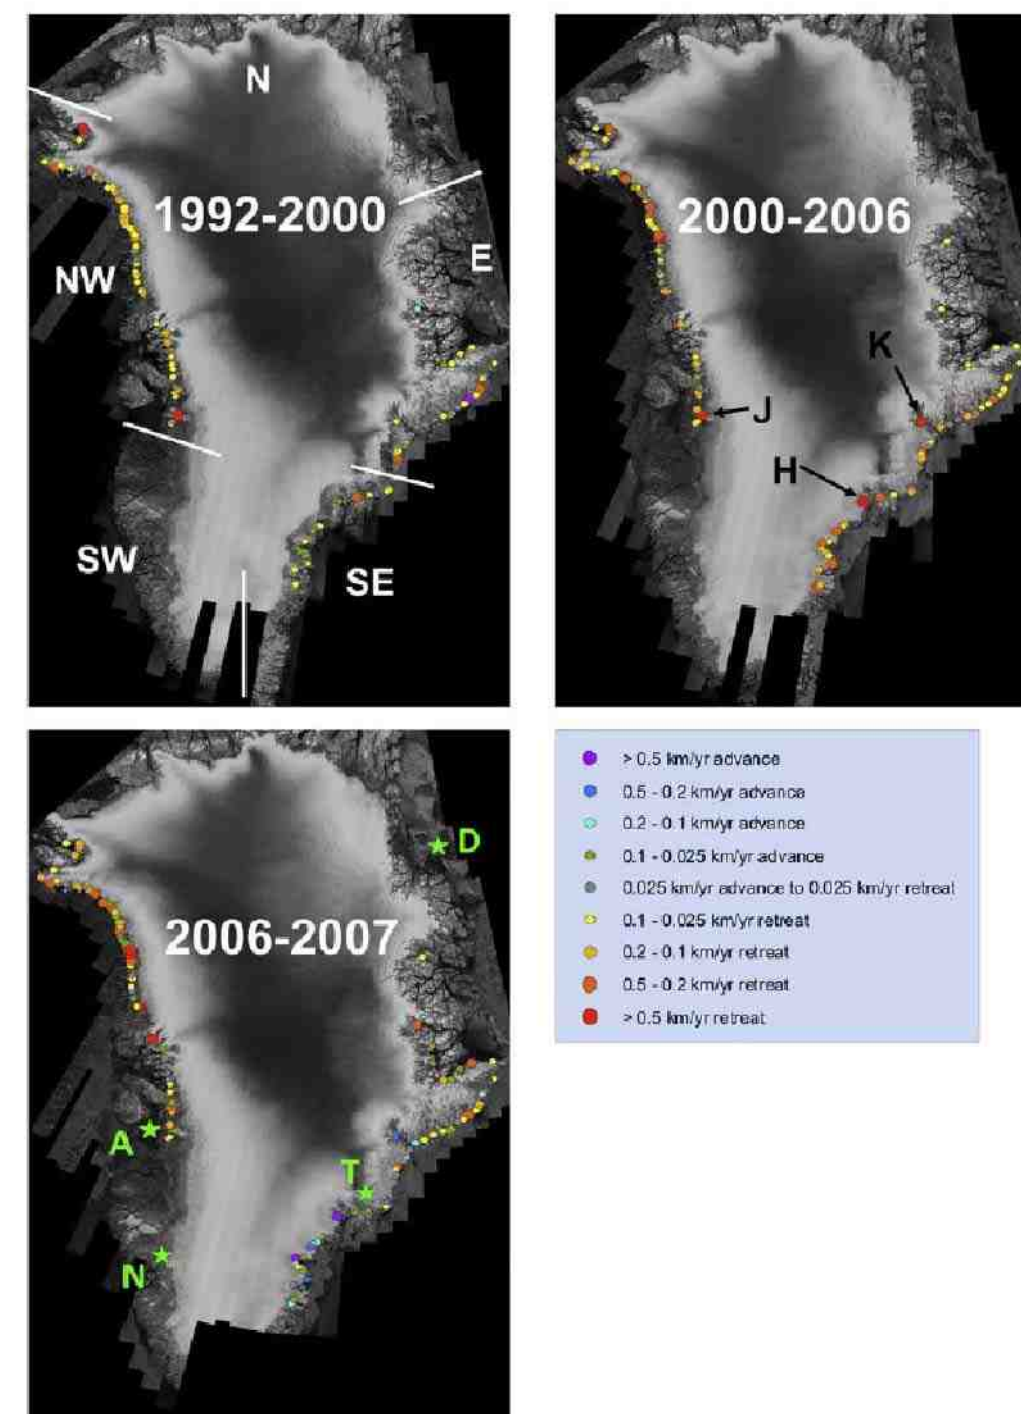 N
1992-2000
E
NW
SW
SE
2000-2006
K
J
H
D
2006-2007
A
T
N
> 0.5 km/yr advance
0.5 - 0.2 km/yr advance
0.2 - 0.1 km/yr advance
0.1 - 0.025 km/yr advance
0.025 km/yr advance to 0.025 km/yr retreat
0.1 - 0.025 km/yr retreat
0.2 - 0.1 km/yr retreat
0.5 - 0.2 km/yr retreat
> 0.5 km/yr retreat